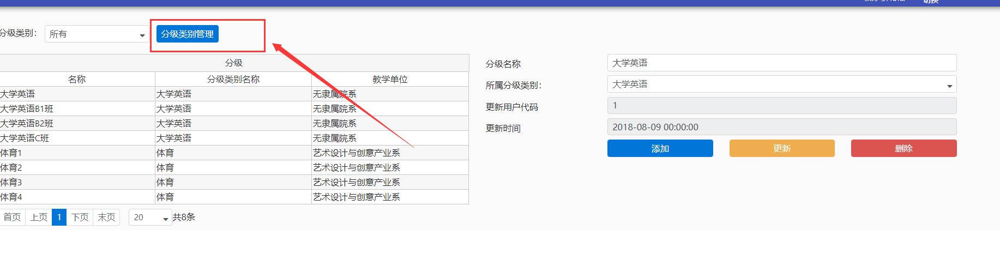 切换
分级类别： 所有 分级类别管理
分级
名称 分级类别名称 教学单位
大学英语 大学英语 无隶属院系
大学英语B1班 大学英语 无隶属院系
大学英语B2班 大学英语 无隶属院系
大学英语C班 大学英语 无隶属院系
体育1 体育 艺术设计与创意产业系
体育2 体育 艺术设计与创意产业系
体育3 体育 艺术设计与创意产业系
体育4 体育 艺术设计与创意产业系
首页 上页 1 下页 末页 20 共8条
分级名称 大学英语
所属分级类别： 大学英语
更新用户代码 1
更新时间 2018-08-09 00:00:00
添加 更新 删除